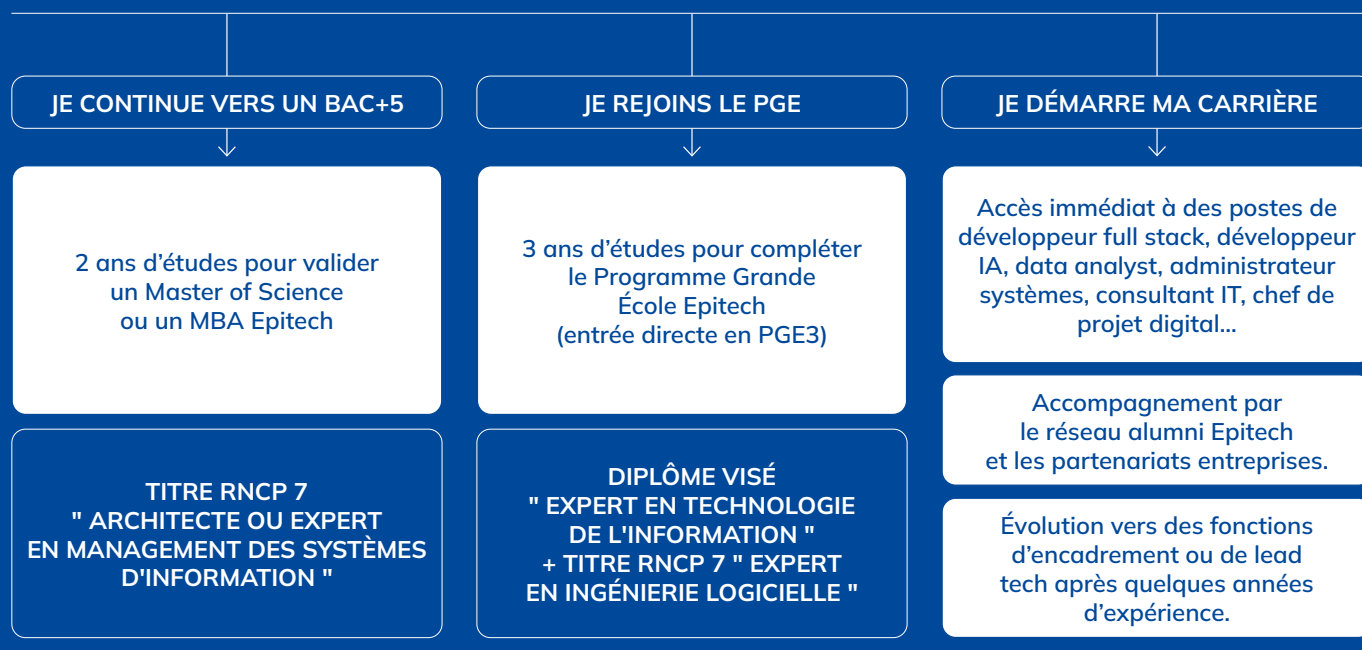 JE CONTINUE VERS UN BAC+5
2 ans d’études pour valider
un Master of Science
ou un MBA Epitech
TITRE RNCP 7
" ARCHITECTE OU EXPERT
EN MANAGEMENT DES SYSTÈMES
D'INFORMATION "
JE REJOINS LE PGE
3 ans d’études pour compléter
le Programme Grande
École Epitech
(entrée directe en PGE3)
DIPLÔME VISÉ
" EXPERT EN TECHNOLOGIE
DE L'INFORMATION "
+ TITRE RNCP 7 " EXPERT
EN INGÉNIERIE LOGICIELLE "
JE DÉMARRE MA CARRIÈRE
Accès immédiat à des postes de
développeur full stack, développeur
IA, data analyst, administrateur
systèmes, consultant IT, chef de
projet digital...
Accompagnement par
le réseau alumni Epitech
et les partenariats entreprises.
Évolution vers des fonctions
d’encadrement ou de lead
tech après quelques années
d’expérience.